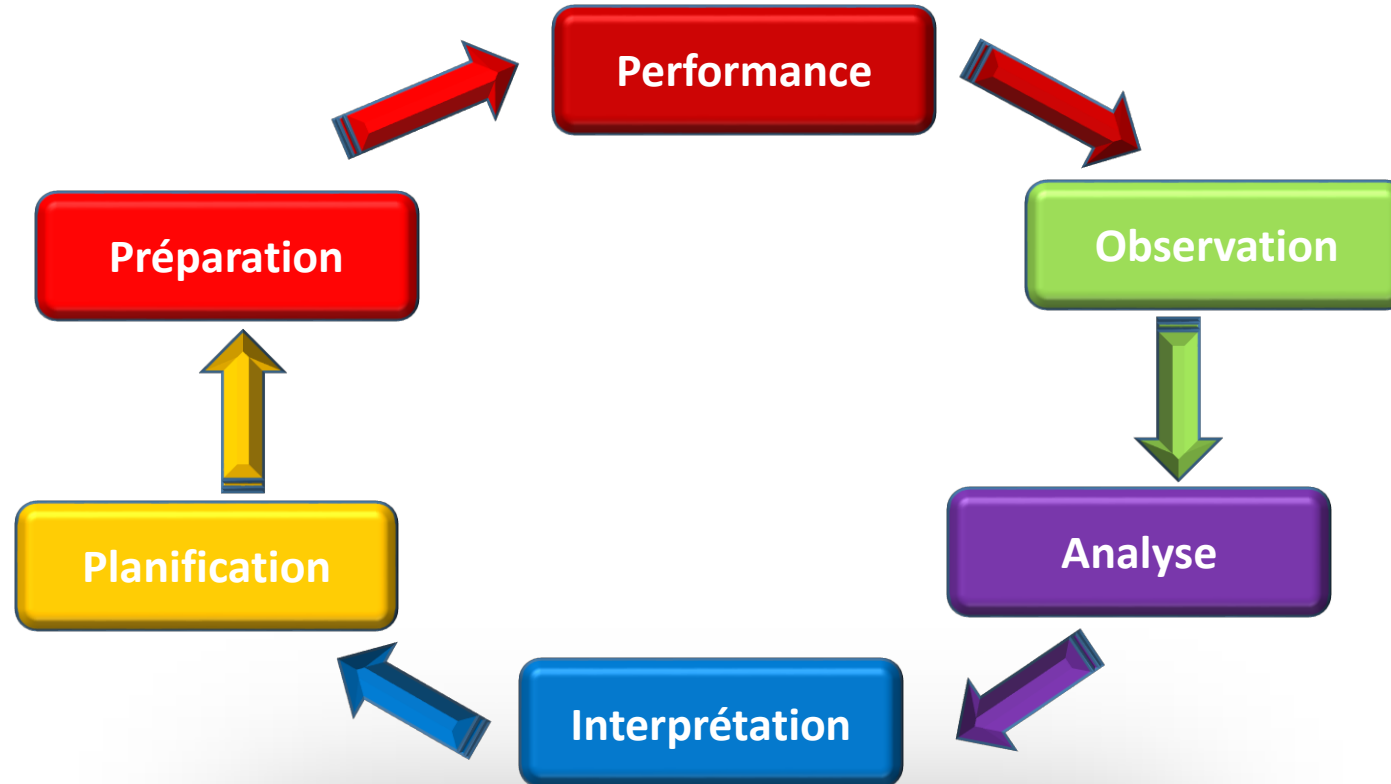 Performance
Observation
Analyse
Interprétation
Planification
Préparation